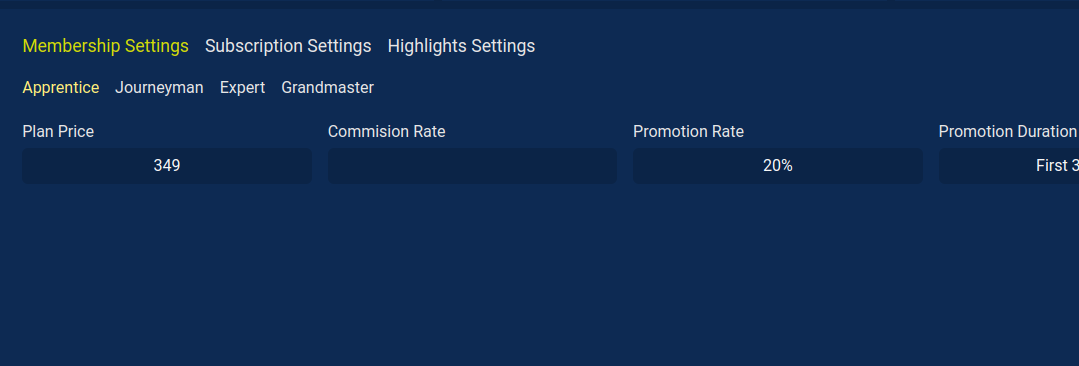 Membership Settings Subscription Settings Highlights Settings
Apprentice Journeyman Expert Grandmaster
Plan Price Commision Rate Promotion Rate Promotion Duration
349 20% First 3